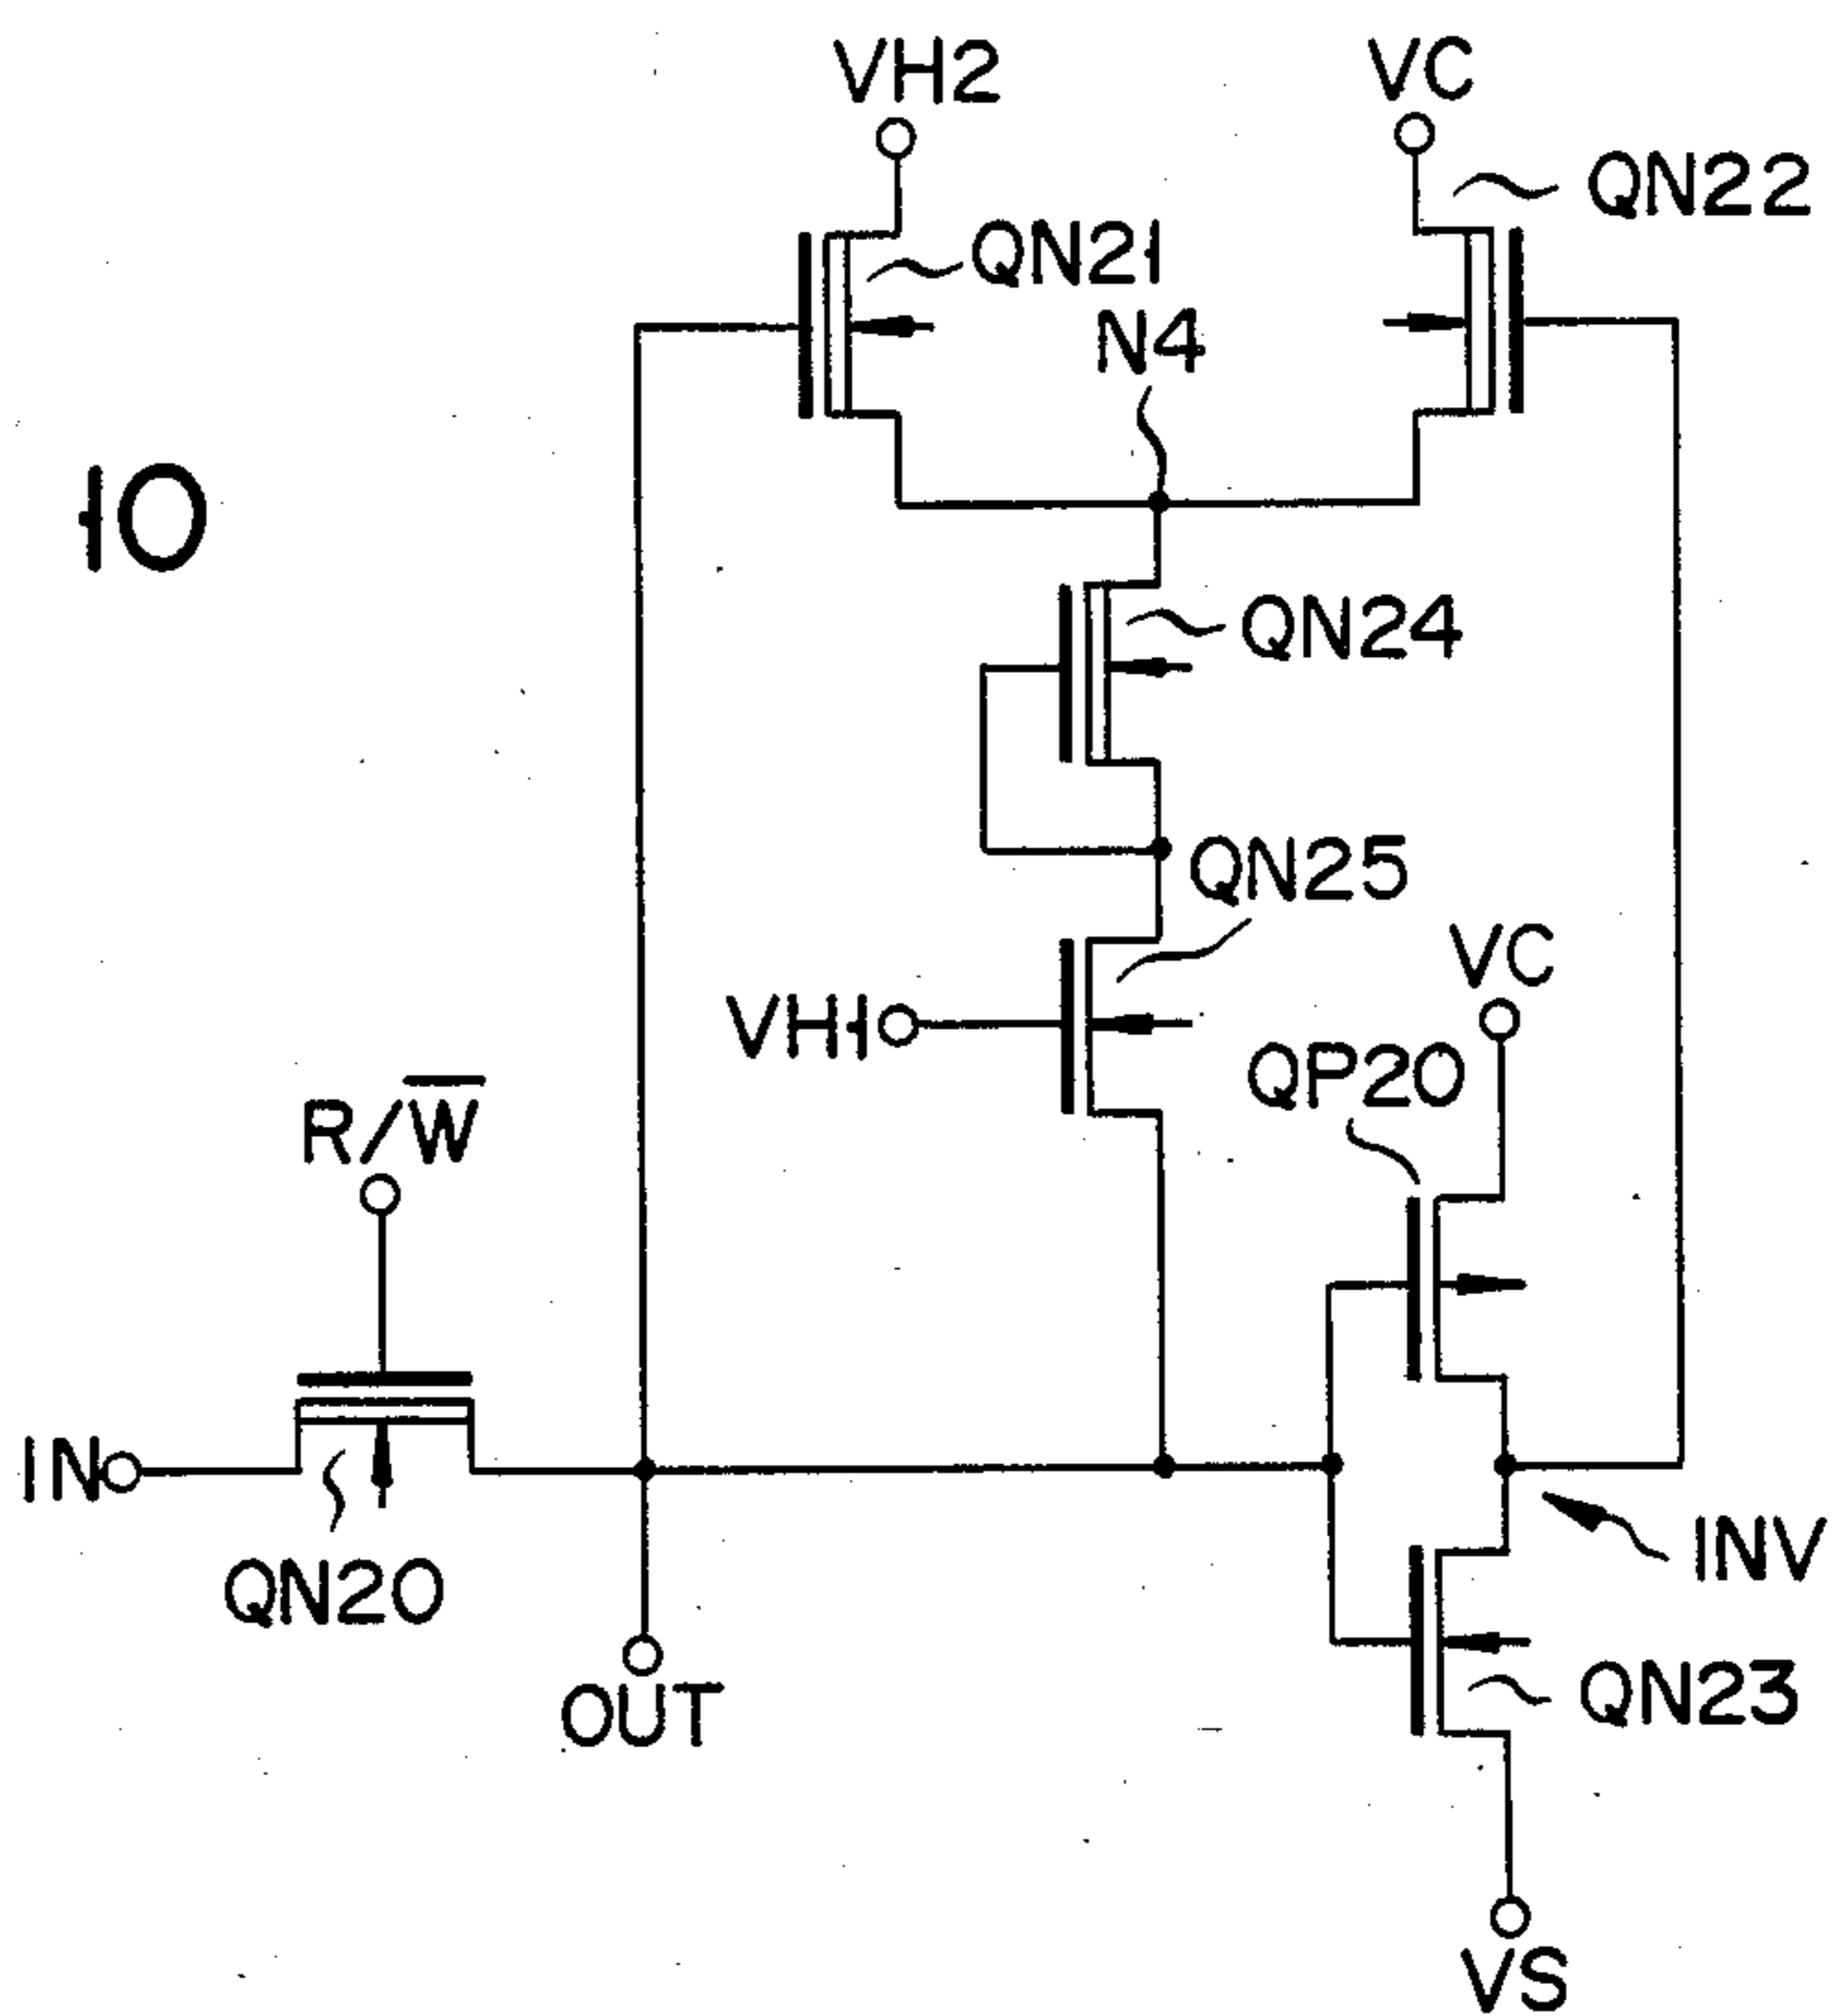 VH2
VC
QN22
QN21
N4
10
QN24
QN25
VC
VH1
QP20
R/W̅
IN
INV
QN20
QN23
OUT
VS